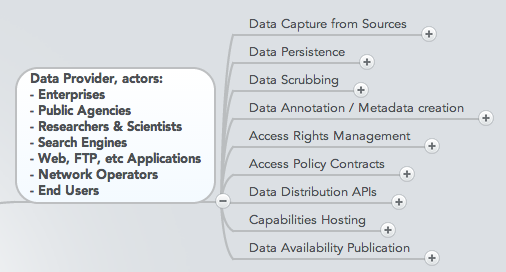 Data Provider, actors:
- Enterprises
- Public Agencies
- Researchers & Scientists
- Search Engines
- Web, FTP, etc Applications
- Network Operators
- End Users
Data Capture from Sources
Data Persistence
Data Scrubbing
Data Annotation / Metadata creation
Access Rights Management
Access Policy Contracts
Data Distribution APIs
Capabilities Hosting
Data Availability Publication